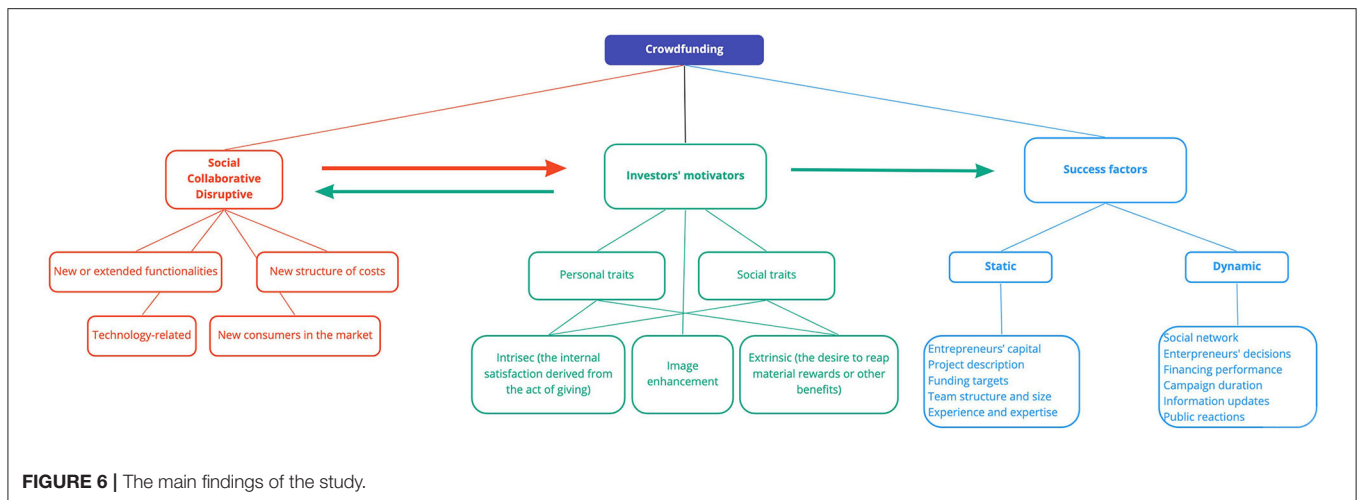 Crowdfunding
Social
Collaborative
Disruptive
Investors' motivators
Success factors
New or extended functionalities
New structure of costs
Technology-related
New consumers in the market
Personal traits
Social traits
Intrisec (the internal
satisfaction derived from
the act of giving)
Image
enhancement
Extrinsic (the desire to reap
material rewards or other
benefits)
Static
Dynamic
Entrepreneurs’ capital
Project description
Funding targets
Team structure and size
Experience and expertise
Social network
Enterpreneurs' decisions
Financing performance
Campaign duration
Information updates
Public reactions
FIGURE 6 | The main findings of the study.